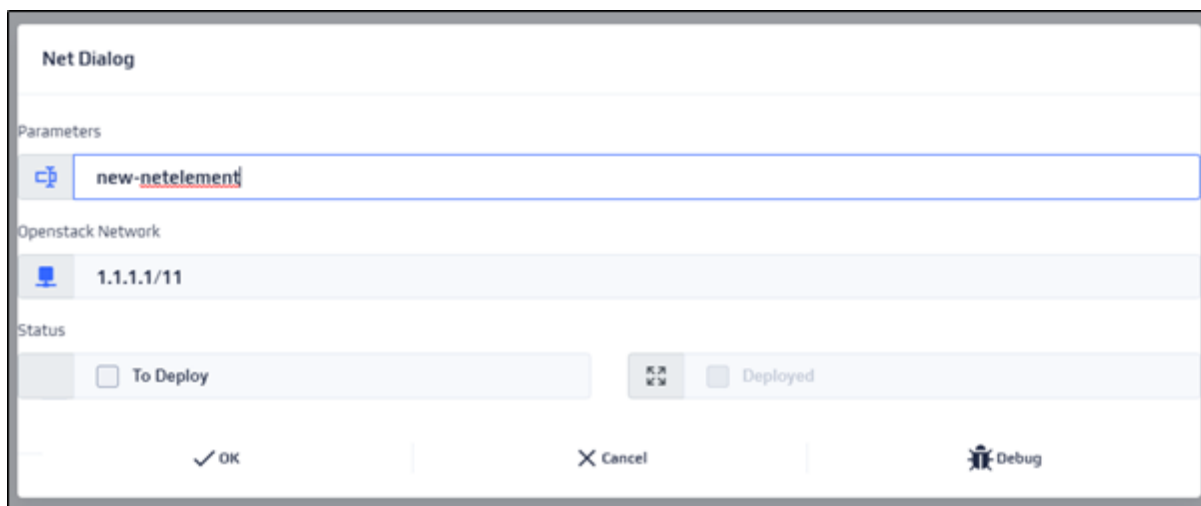 Net Dialog
Parameters
new-netelement
Openstack Network
1.1.1.1/11
Status
To Deploy
Deployed
OK
Cancel
Debug